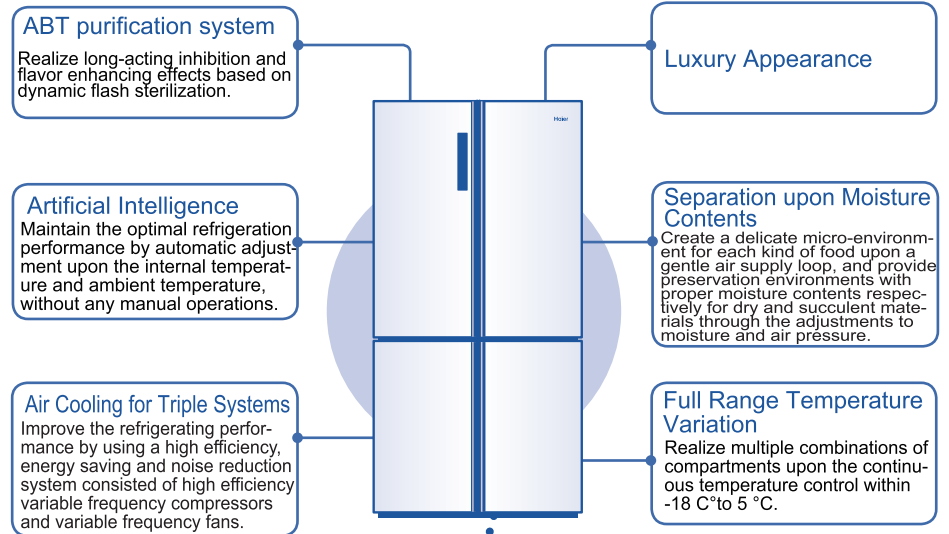 ABT purification system
Realize long-acting inhibition and
flavor enhancing effects based on
dynamic flash sterilization.
Luxury Appearance
Haier
Artificial Intelligence
Maintain the optimal refrigeration
performance by automatic adjust-
ment upon the internal temperat-
ure and ambient temperature,
without any manual operations.
Separation upon Moisture
Contents
Create a delicate micro-environm-
ent for each kind of food upon a
gentle air supply loop, and provide
preservation environments with
proper moisture contents respec-
tively for dry and succulent mate-
rials through the adjustments to
moisture and air pressure.
Air Cooling for Triple Systems
Improve the refrigerating perfor-
mance by using a high efficiency,
energy saving and noise reduction
system consisted of high efficiency
variable frequency compressors
and variable frequency fans.
Full Range Temperature
Variation
Realize multiple combinations of
compartments upon the continu-
ous temperature control within
-18 C°to 5 °C.